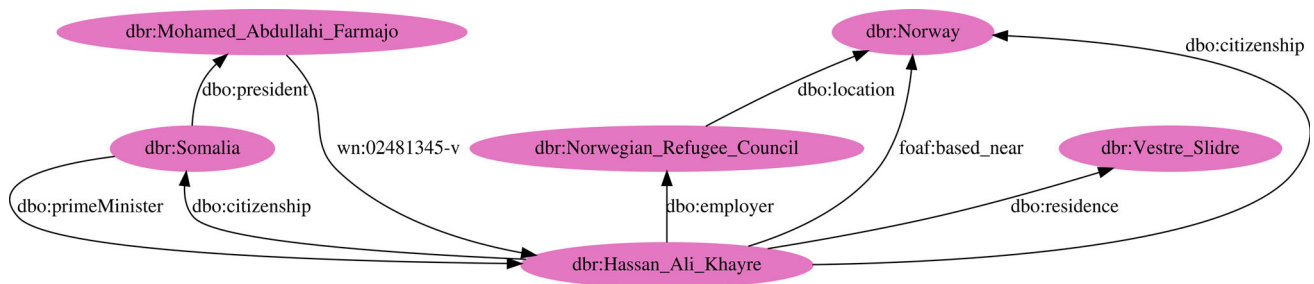 dbr:Mohamed_Abdullahi_Farmajo
dbr:Norway
dbo:citizenship
dbo:president
dbo:location
dbr:Somalia
wn:02481345-v
dbr:Norwegian_Refugee_Council
foaf:based_near
dbr:Vestre_Slidre
dbo:primeMinister
dbo:citizenship
dbo:employer
dbo:residence
dbr:Hassan_Ali_Khayre